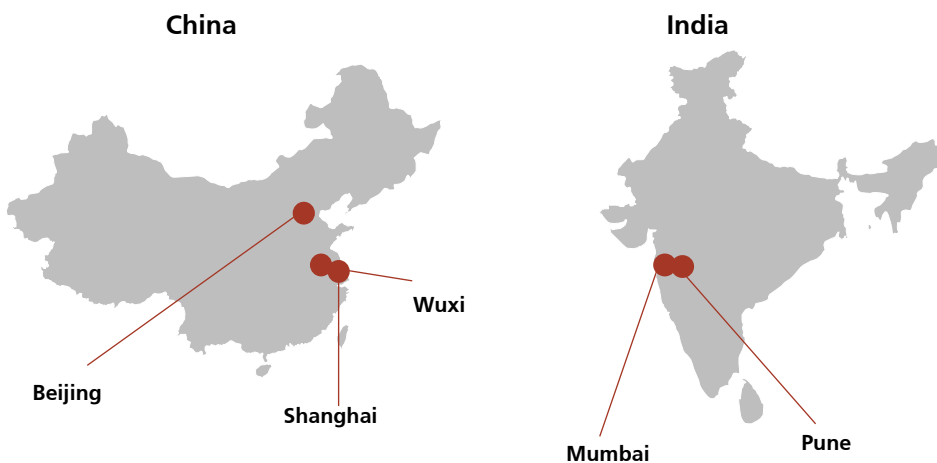 China
India
Wuxi
Beijing
Shanghai
Mumbai
Pune